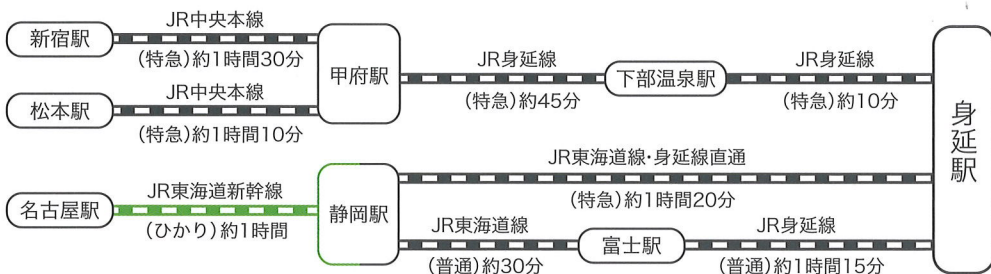 新宿駅
JR中央本線
(特急)約1時間30分
松本駅
JR中央本線
(特急)約1時間10分
甲府駅
JR身延線
(特急)約45分
下部温泉駅
JR身延線
(特急)約10分
身延駅
名古屋駅
JR東海道新幹線
(ひかり)約1時間
静岡駅
JR東海道線・身延線直通
(特急)約1時間20分
JR東海道線
(普通)約30分
富士駅
JR身延線
(普通)約1時間15分